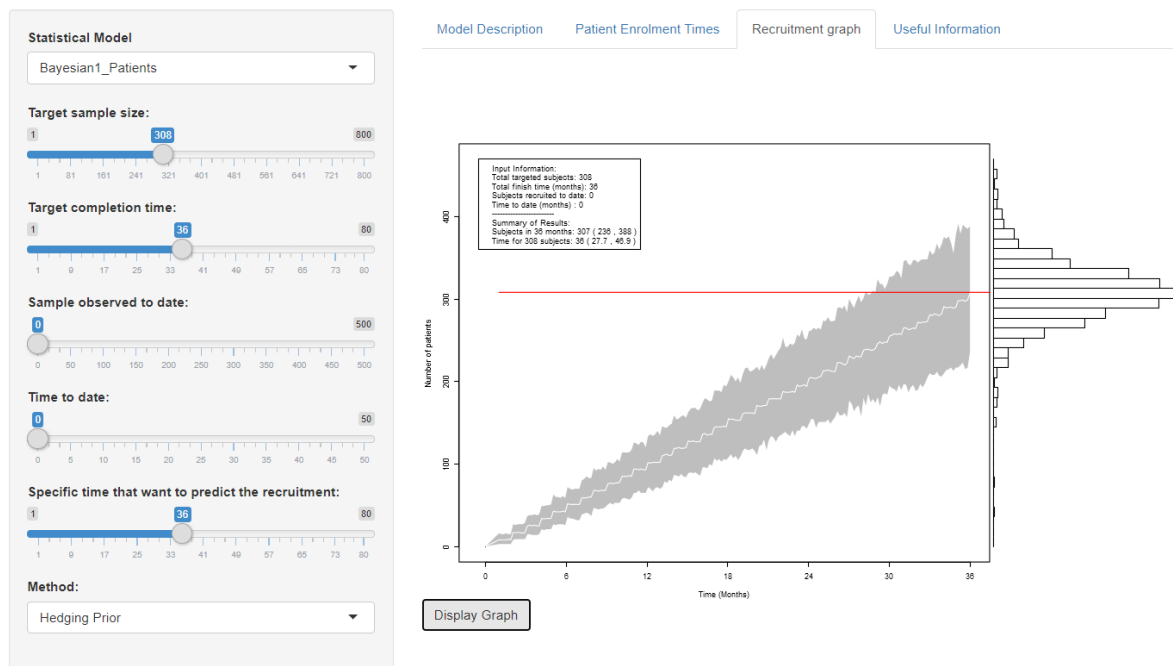 Statistical Model
Bayesian1_Patients
Target sample size:
1 308 800
1 81 161 241 321 401 481 561 641 721 800
Target completion time:
1 36 80
1 9 17 25 33 41 49 57 65 73 80
Sample observed to date:
0 500
0 50 100 150 200 250 300 350 400 450 500
Time to date:
0 50
0 5 10 15 20 25 30 35 40 45 50
Specific time that want to predict the recruitment:
1 36 80
1 9 17 25 33 41 49 57 65 73 80
Method:
Hedging Prior
Model Description Patient Enrolment Times Recruitment graph Useful Information
Input Information:
Total targeted subjects: 308
Total finish time (months): 36
Subjects recruited to date: 0
Time to date (months) : 0
------------------------
Summary of Results:
Subjects in 36 months: 307 ( 236 , 388 )
Time for 308 subjects: 36 ( 27.7 , 46.9 )
Number of patients
400
300
200
100
0
0 6 12 18 24 30 36
Time (Months)
Display Graph